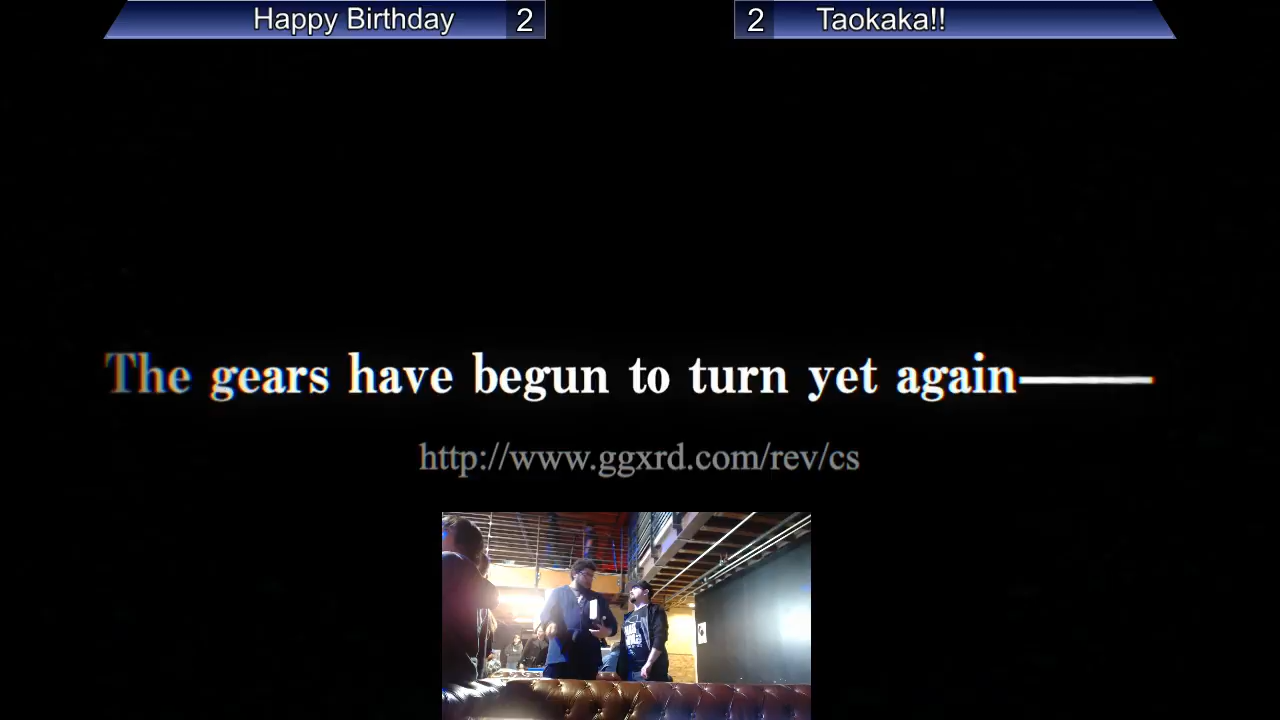 Happy Birthday 2
2 Taokaka!!
The gears have begun to turn yet again——
http://www.ggxrd.com/rev/cs